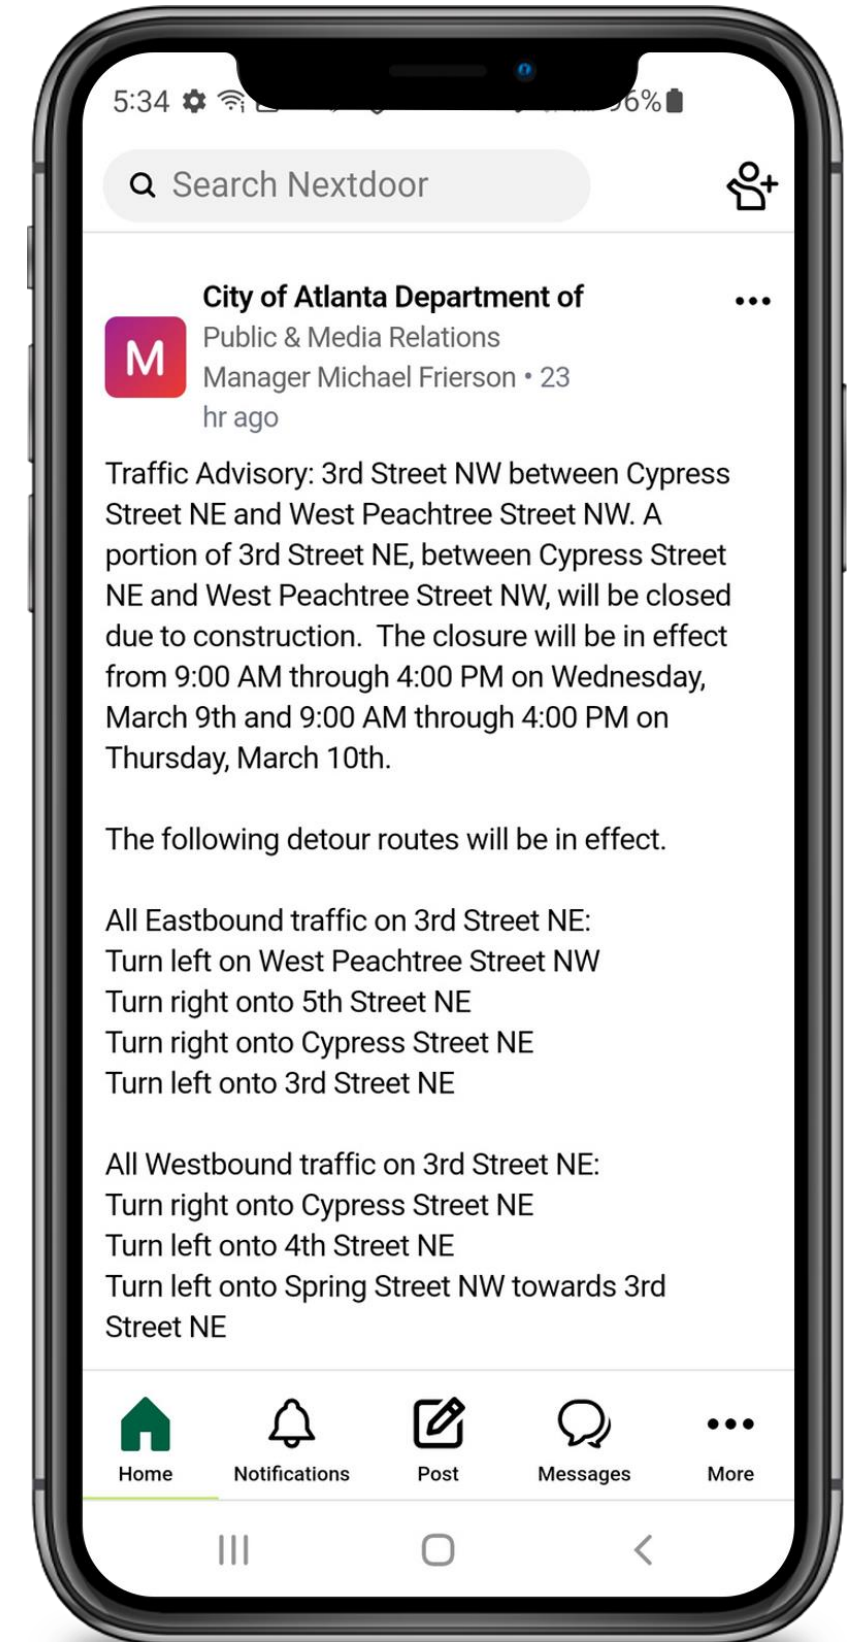 5:34
Search Nextdoor
City of Atlanta Department of
Public & Media Relations
Manager Michael Frierson • 23
hr ago
M
Traffic Advisory: 3rd Street NW between Cypress
Street NE and West Peachtree Street NW. A
portion of 3rd Street NE, between Cypress Street
NE and West Peachtree Street NW, will be closed
due to construction.  The closure will be in effect
from 9:00 AM through 4:00 PM on Wednesday,
March 9th and 9:00 AM through 4:00 PM on
Thursday, March 10th.
The following detour routes will be in effect.
All Eastbound traffic on 3rd Street NE:
Turn left on West Peachtree Street NW
Turn right onto 5th Street NE
Turn right onto Cypress Street NE
Turn left onto 3rd Street NE
All Westbound traffic on 3rd Street NE:
Turn right onto Cypress Street NE
Turn left onto 4th Street NE
Turn left onto Spring Street NW towards 3rd
Street NE
Home Notifications Post Messages More